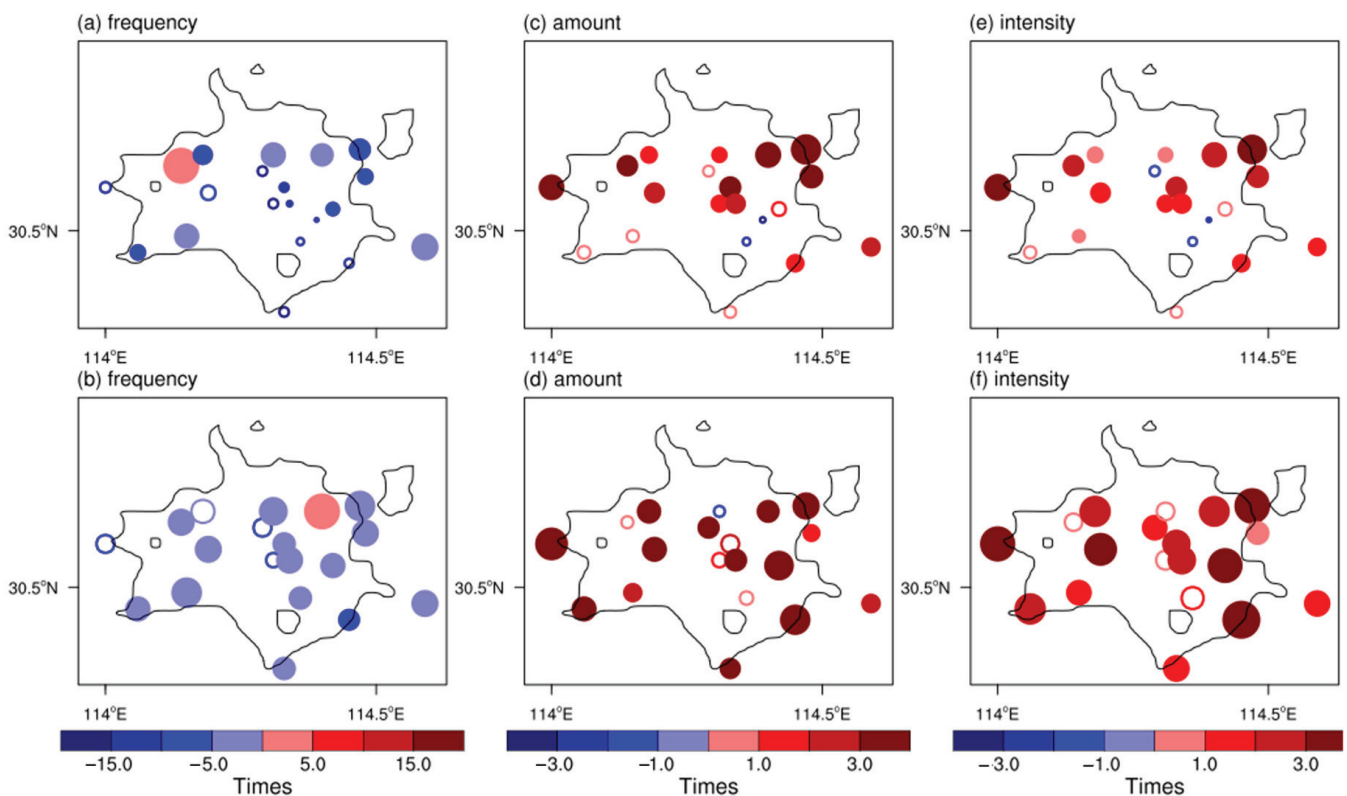 (a) frequency (c) amount (e) intensity
30.5°N 30.5°N 30.5°N
114°E 114.5°E 114°E 114.5°E 114°E 114.5°E
(b) frequency (d) amount (f) intensity
30.5°N 30.5°N 30.5°N
114°E 114.5°E 114°E 114.5°E 114°E 114.5°E
−15.0 −5.0 5.0 15.0 −3.0 −1.0 1.0 3.0 −3.0 −1.0 1.0 3.0
Times Times Times